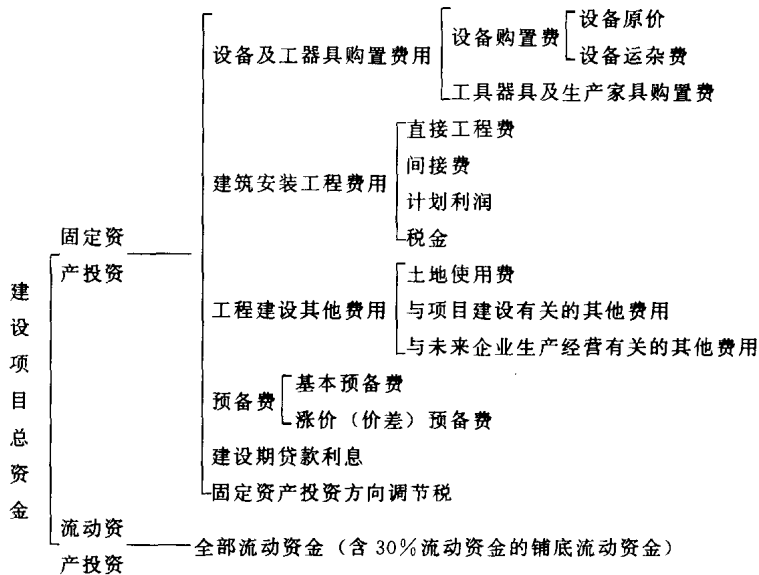 建设项目总资金
固定资
产投资
设备及工器具购置费用
设备购置费
设备原价
设备运杂费
工具器具及生产家具购置费
建筑安装工程费用
直接工程费
间接费
计划利润
税金
工程建设其他费用
土地使用费
与项目建设有关的其他费用
与未来企业生产经营有关的其他费用
预备费
基本预备费
涨价（价差）预备费
建设期贷款利息
固定资产投资方向调节税
流动资
产投资
全部流动资金（含30％流动资金的铺底流动资金）